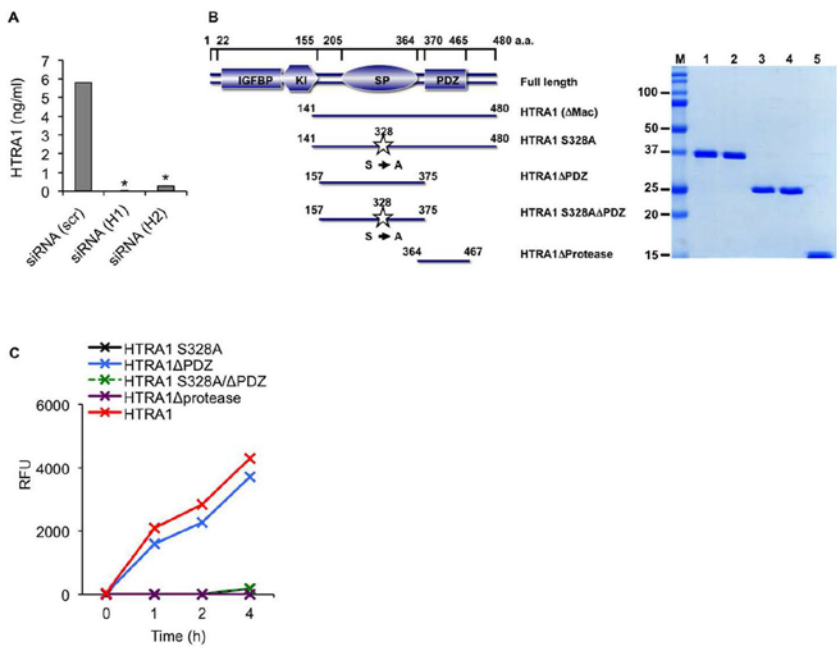 A
HTRA1 (ng/ml)
7
6
5
4
3
2
1
0
*
*
siRNA (scr)
siRNA (H1)
siRNA (H2)
B
1 22 155 205 364 370 465 480 a.a.
IGFBP KI SP PDZ Full length
141 480 HTRA1 (ΔMac)
141 328 480 HTRA1 S328A
S → A
157 375 HTRA1ΔPDZ
157 328 375 HTRA1 S328AΔPDZ
S → A
364 467 HTRA1ΔProtease
M 1 2 3 4 5
100
50
37
25
20
15
C
HTRA1 S328A
HTRA1ΔPDZ
HTRA1 S328A/ΔPDZ
HTRA1Δprotease
HTRA1
RFU
6000
4000
2000
0
0 1 2 4
Time (h)